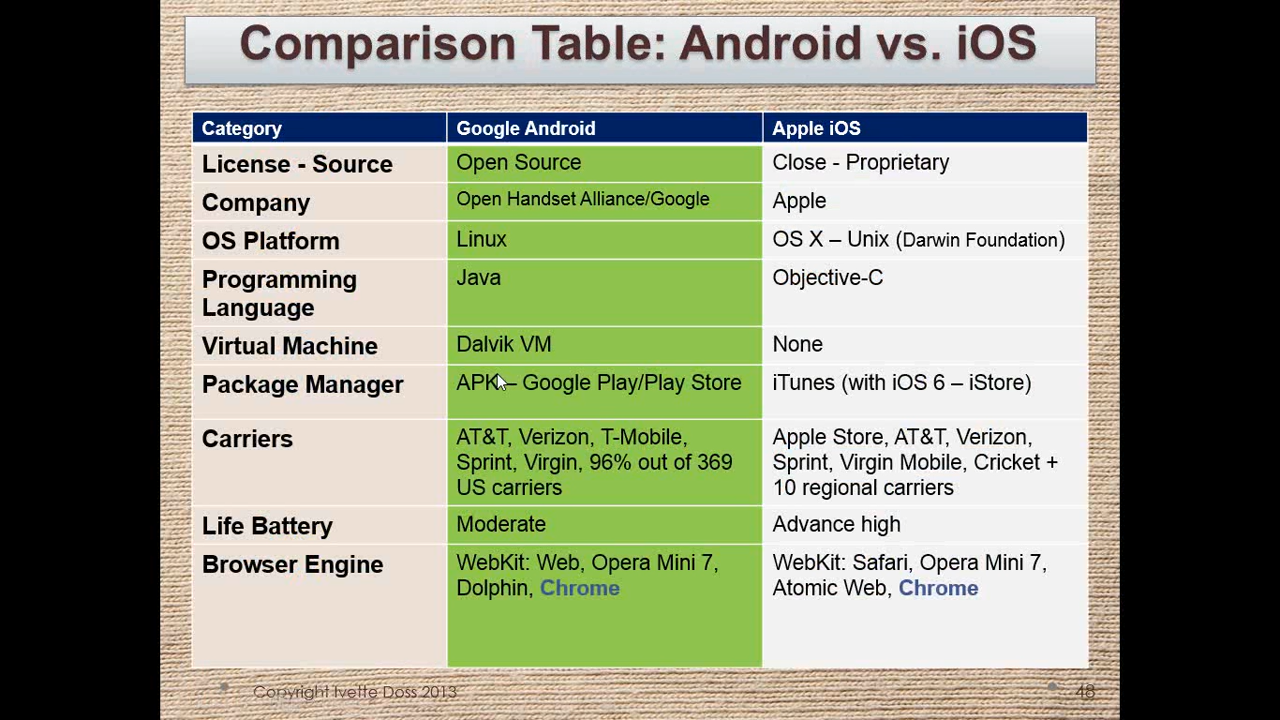 Comparison Table: Android vs. iOS
Category Google Android Apple iOS
License - Source Open Source Close - Proprietary
Company Open Handset Alliance/Google Apple
OS Platform Linux OS X – (Darwin Foundation)
Programming Language Java Objective-C
Virtual Machine Dalvik VM None
Package Manager APK – Google Play/Play Store iTunes (with iOS 6 – iStore)
Carriers AT&T, Verizon, T-Mobile, Apple Store, AT&T, Verizon,
Sprint, Virgin, 96% out of 369 Sprint, Virgin Mobile, Cricket +
US carriers 10 regional carriers
Life Battery Moderate Advance high
Browser Engine WebKit: Web, Opera Mini 7, WebKit: Safari, Opera Mini 7,
Dolphin, Chrome Atomic Web, Chrome
Copyright Ivette Doss 2013
48